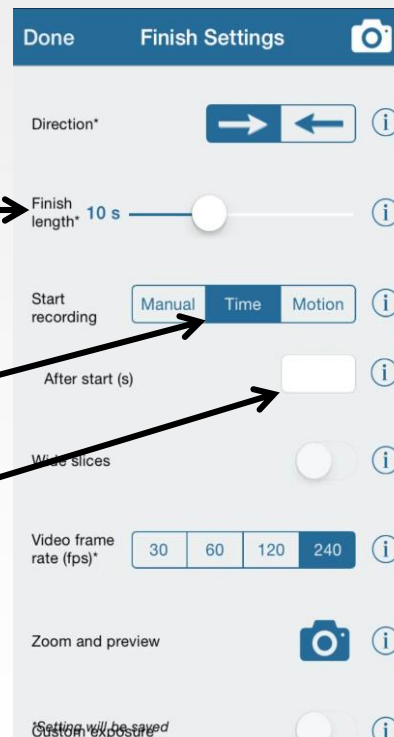 Done Finish Settings
Direction*
Finish
length* 10 s
Start
recording Manual Time Motion
After start (s)
Wide slices
Video frame
rate (fps)* 30 60 120 240
Zoom and preview
*Setting will be saved
Custom exposure